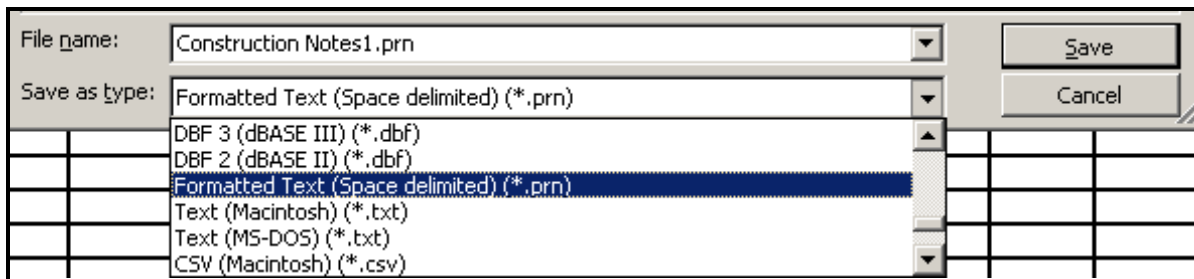 File name: Construction Notes1.prn Save
Save as type: Formatted Text (Space delimited) (*.prn) Cancel
DBF 3 (dBASE III) (*.dbf)
DBF 2 (dBASE II) (*.dbf)
Formatted Text (Space delimited) (*.prn)
Text (Macintosh) (*.txt)
Text (MS-DOS) (*.txt)
CSV (Macintosh) (*.csv)